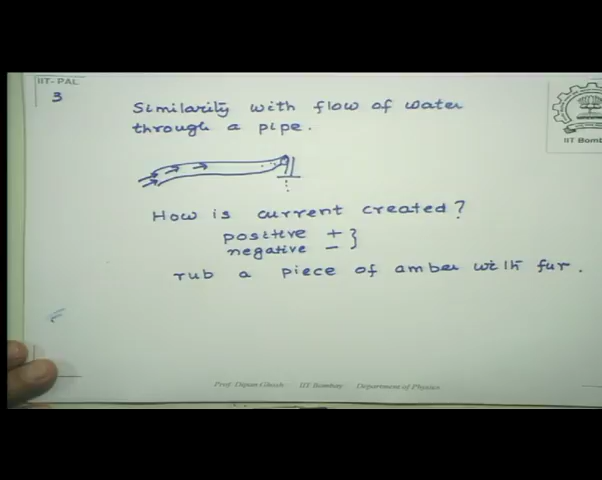 IIT-PAL
3
Similarity with flow of water
through a pipe.
IIT Bomb
How is current created?
positive + }
negative -
rub a piece of amber with fur.
Prof. Dipan Ghosh IIT Bombay Department of Physics